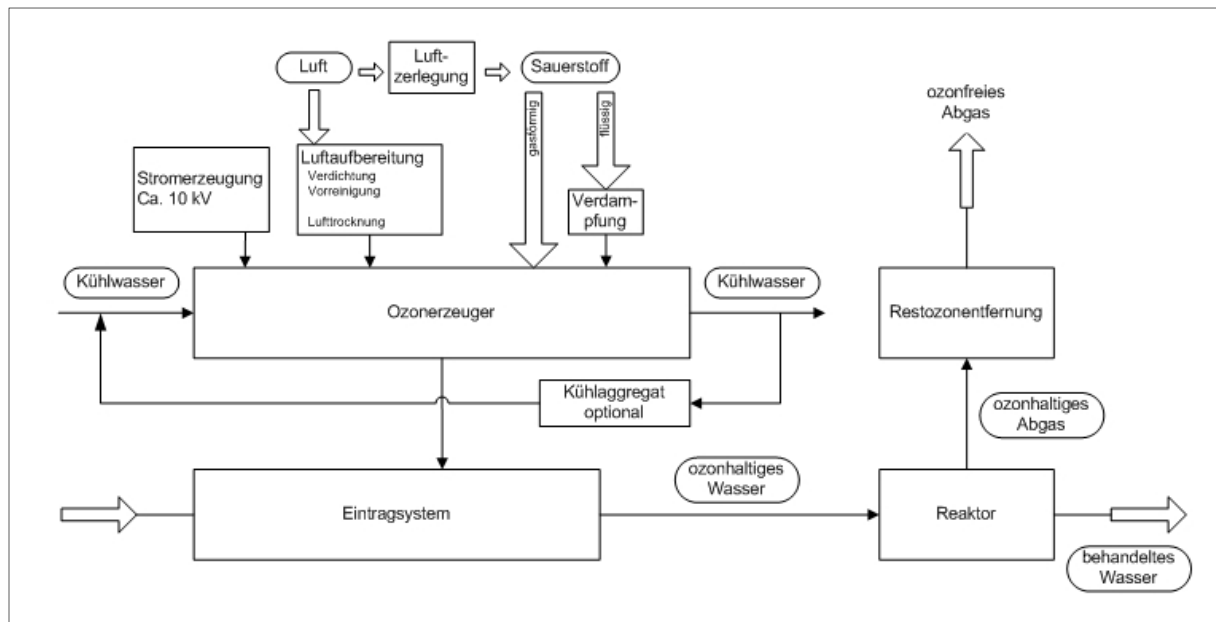 Luft
Luft-
zerlegung
Sauerstoff
gasförmig
flüssig
ozonfreies
Abgas
Stromerzeugung
Ca. 10 kV
Luftaufbereitung
Verdichtung
Vorreinigung
Lufttrocknung
Verdam-
pfung
Kühlwasser
Ozonerzeuger
Kühlwasser
Restozonentfernung
Kühlaggregat
optional
ozonhaltiges
Abgas
Eintragsystem
ozonhaltiges
Wasser
Reaktor
behandeltes
Wasser